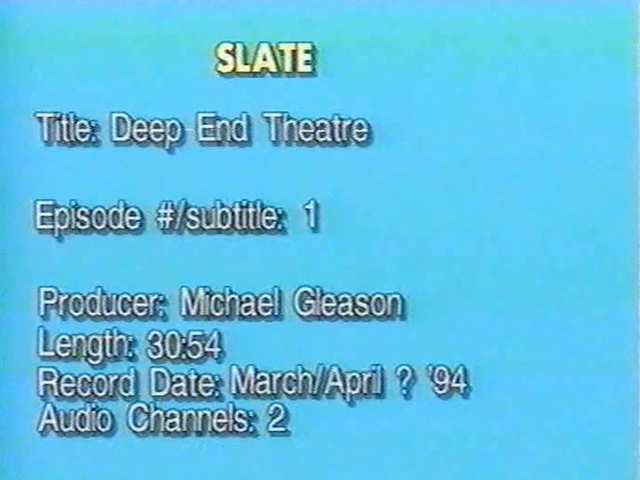 SLATE
Title: Deep End Theatre
Episode #/subtitle: 1
Producer: Michael Gleason
Length: 30:54
Record Date: March/April ? '94
Audio Channels: 2